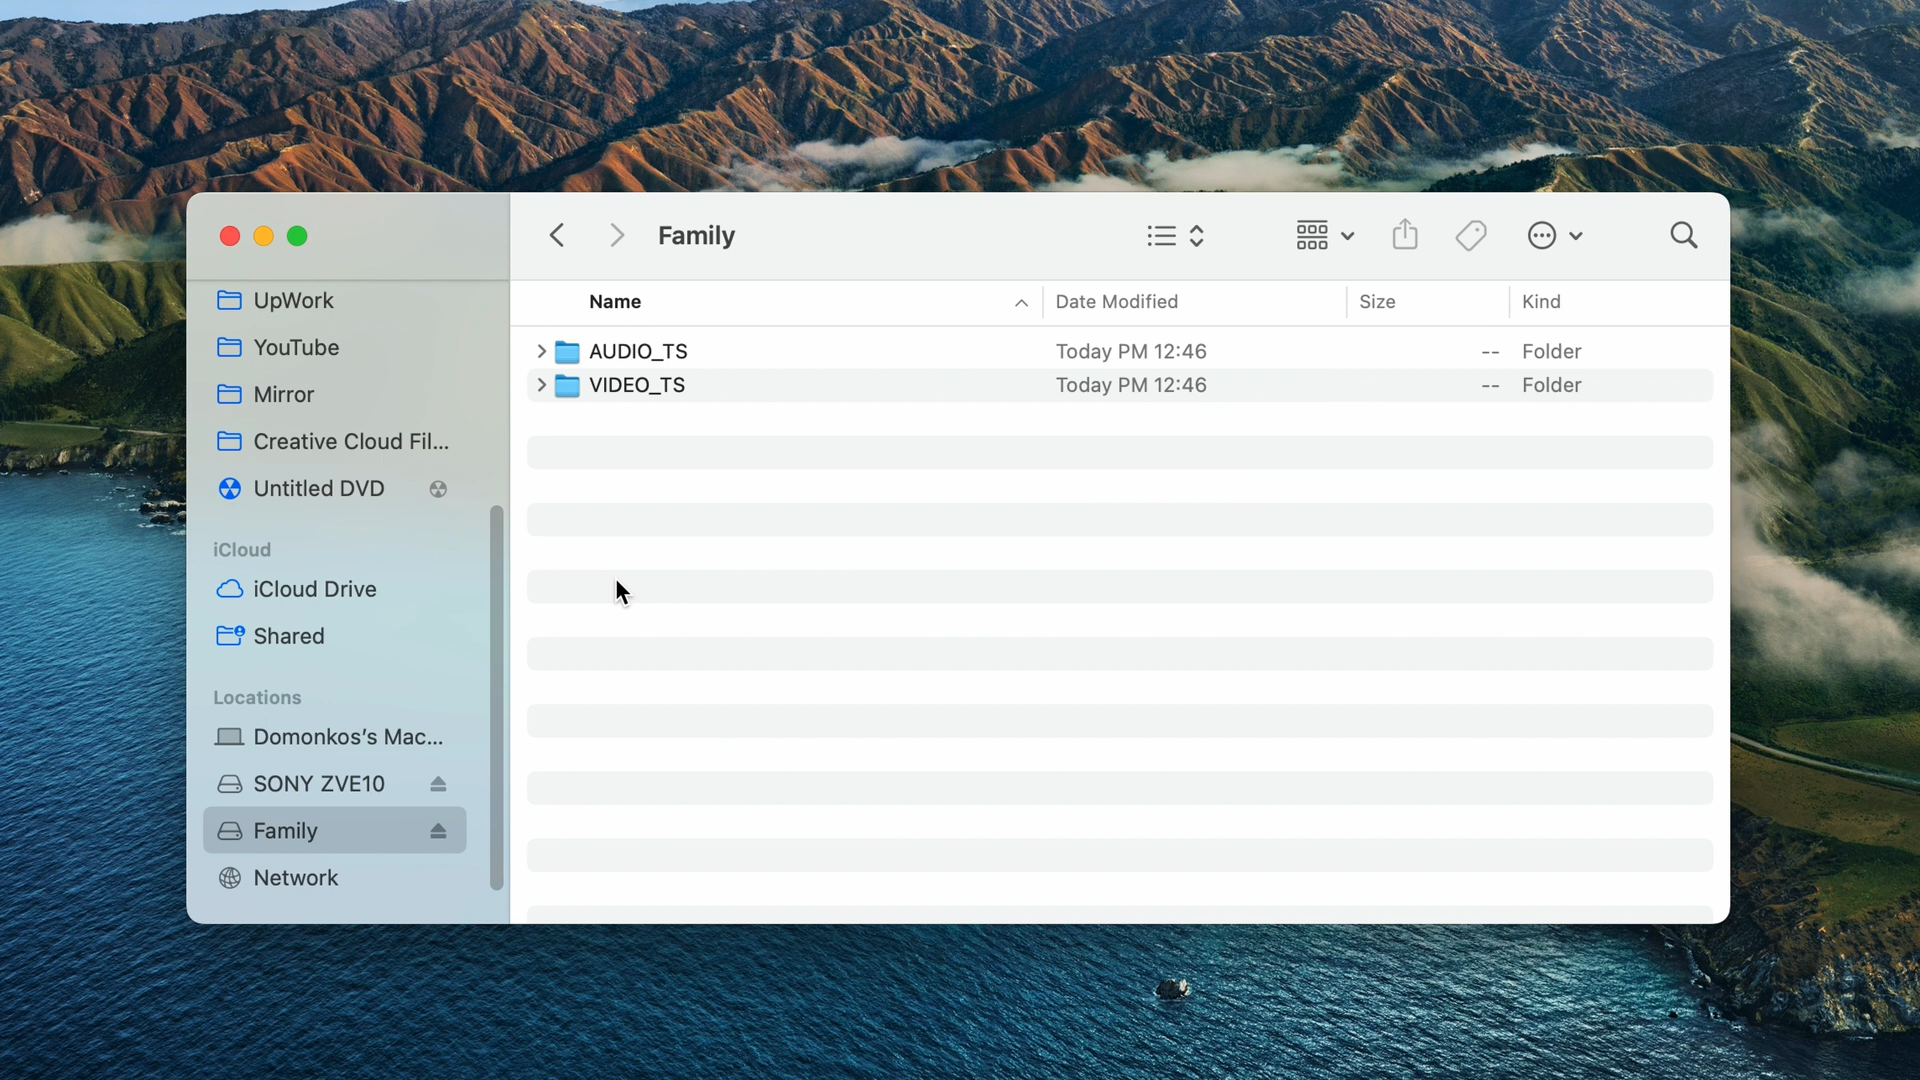 Family
UpWork
YouTube
Mirror
Creative Cloud Fil...
Untitled DVD
iCloud
iCloud Drive
Shared
Locations
Domonkos's Mac...
SONY ZVE10
Family
Network
Name Date Modified Size Kind
AUDIO_TS Today PM 12:46 -- Folder
VIDEO_TS Today PM 12:46 -- Folder